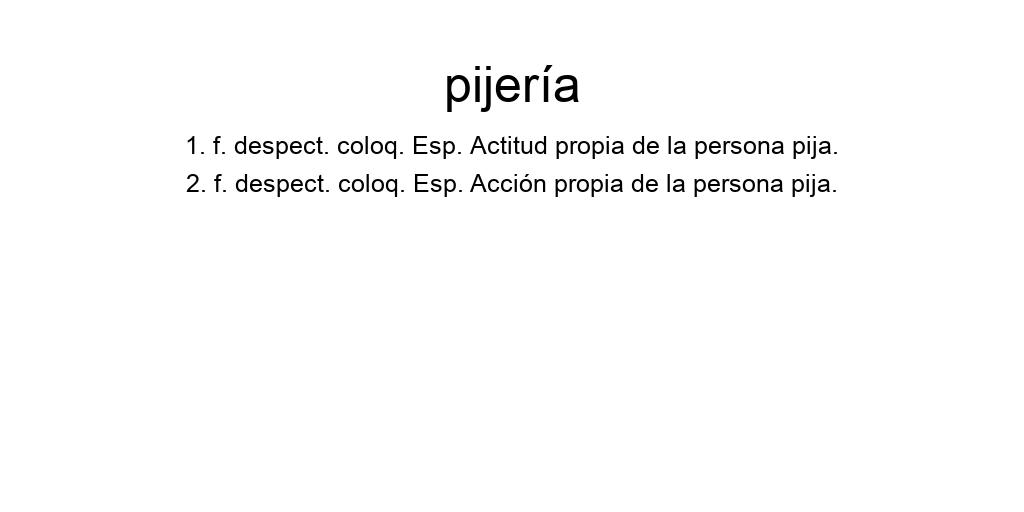 pijería
1. f. despect. coloq. Esp. Actitud propia de la persona pija.
2. f. despect. coloq. Esp. Acción propia de la persona pija.